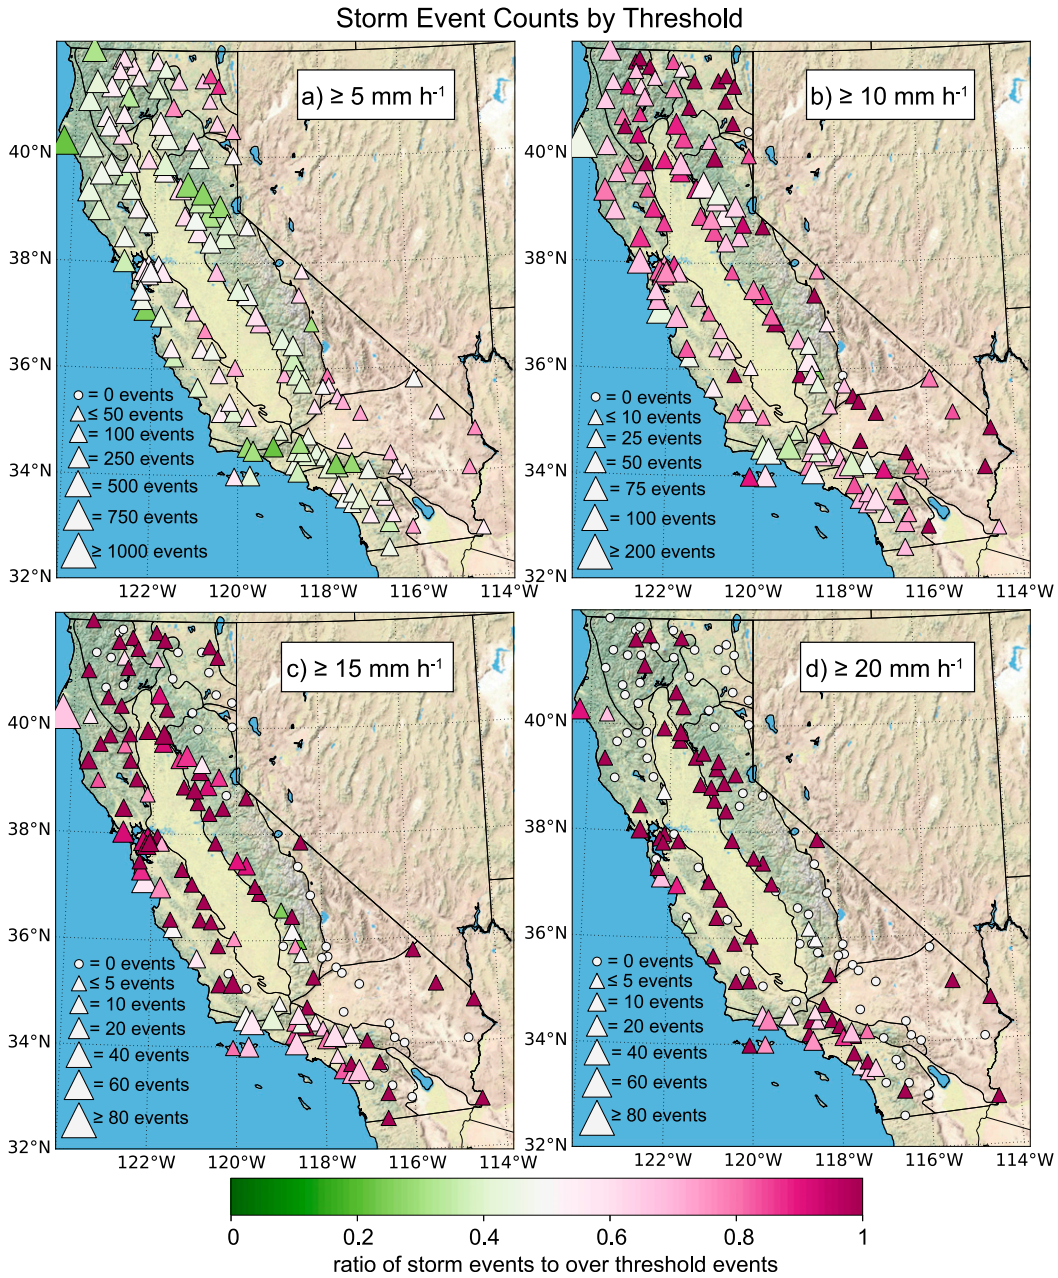 Storm Event Counts by Threshold
a) ≥ 5 mm h-1
b) ≥ 10 mm h-1
40°N
38°N
36°N
34°N
32°N
= 0 events
≤ 50 events
= 100 events
= 250 events
= 500 events
= 750 events
≥ 1000 events
122°W 120°W 118°W 116°W 114°W
40°N
38°N
36°N
34°N
32°N
= 0 events
≤ 10 events
= 25 events
= 50 events
= 75 events
= 100 events
≥ 200 events
122°W 120°W 118°W 116°W 114°W
c) ≥ 15 mm h-1
d) ≥ 20 mm h-1
40°N
38°N
36°N
34°N
32°N
= 0 events
≤ 5 events
= 10 events
= 20 events
= 40 events
= 60 events
≥ 80 events
122°W 120°W 118°W 116°W 114°W
40°N
38°N
36°N
34°N
32°N
= 0 events
≤ 5 events
= 10 events
= 20 events
= 40 events
= 60 events
≥ 80 events
122°W 120°W 118°W 116°W 114°W
0 0.2 0.4 0.6 0.8 1
ratio of storm events to over threshold events